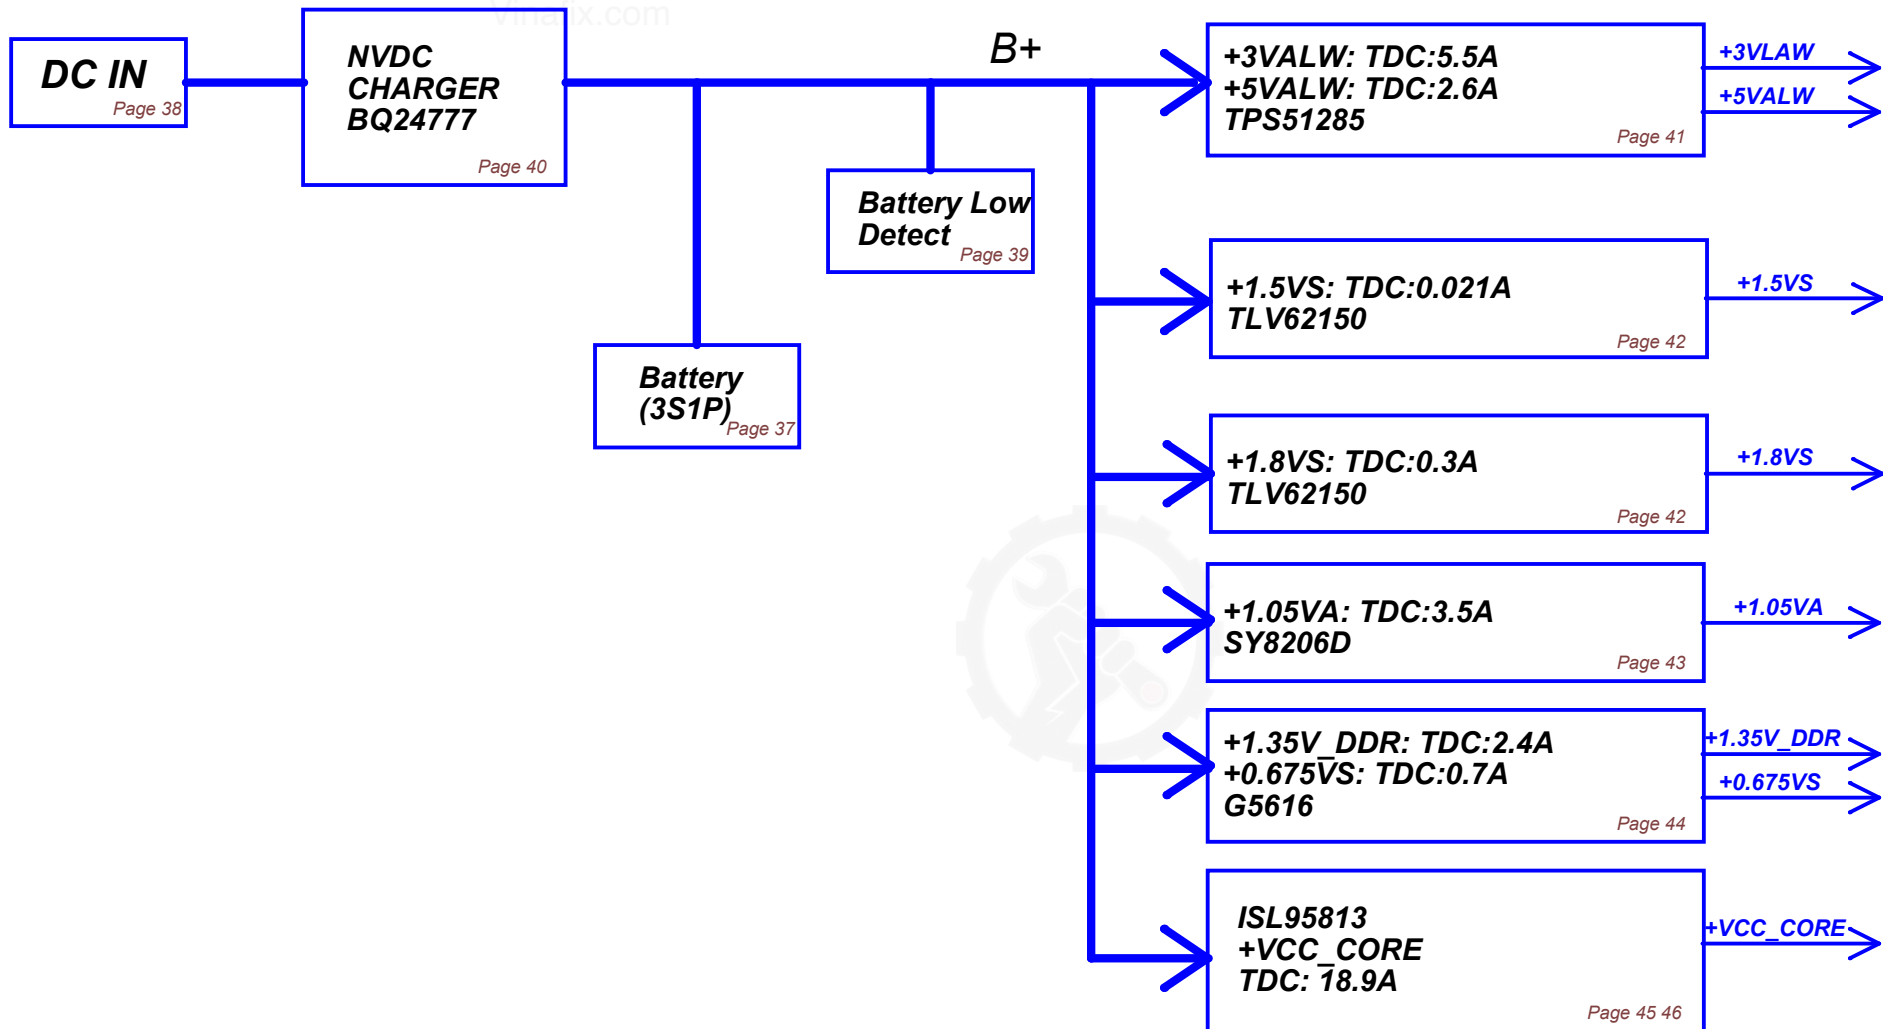 Vinafix.com
DC IN
Page 38
NVDC
CHARGER
BQ24777
Page 40
B+
Battery Low
Detect
Page 39
Battery
(3S1P)
Page 37
+3VALW: TDC:5.5A
+5VALW: TDC:2.6A
TPS51285
Page 41
+3VLAW
+5VALW
+1.5VS: TDC:0.021A
TLV62150
Page 42
+1.5VS
+1.8VS: TDC:0.3A
TLV62150
Page 42
+1.8VS
+1.05VA: TDC:3.5A
SY8206D
Page 43
+1.05VA
+1.35V_DDR: TDC:2.4A
+0.675VS: TDC:0.7A
G5616
Page 44
+1.35V_DDR
+0.675VS
ISL95813
+VCC_CORE
TDC: 18.9A
Page 45 46
+VCC_CORE